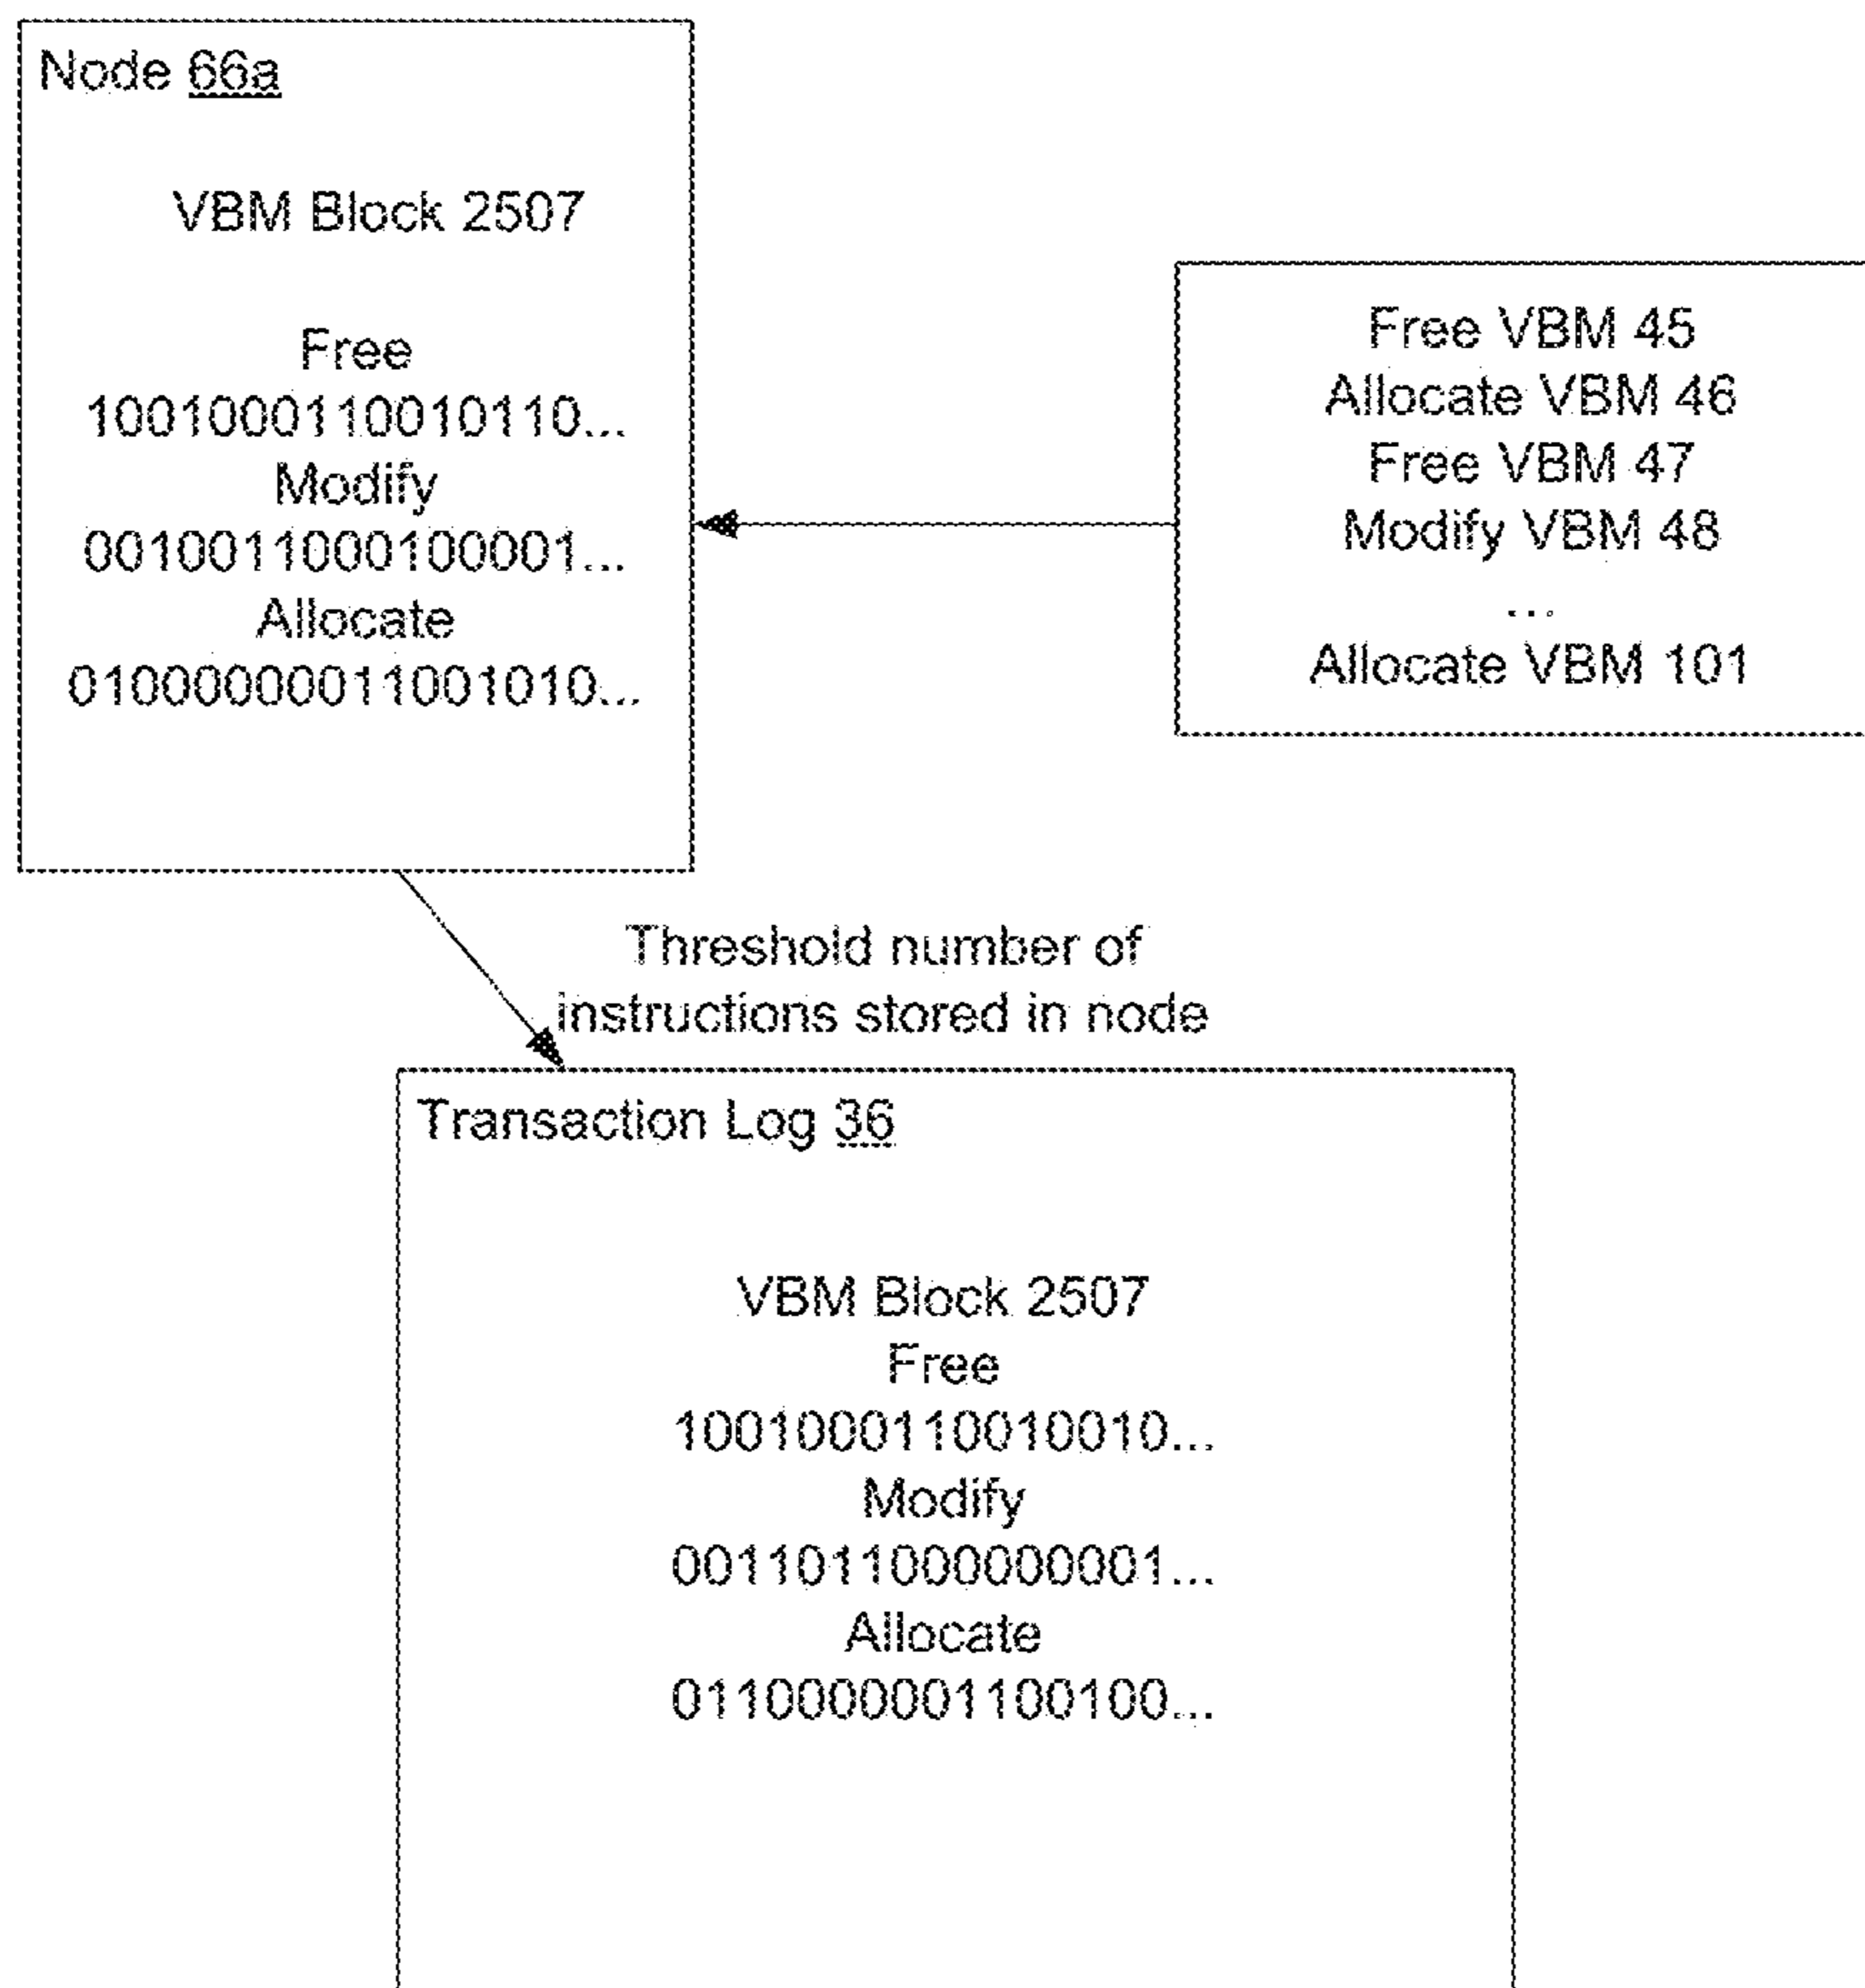 Node 66a
VBM Block 2507
Free
1001000110010110...
Modify
0010011000100001...
Allocate
01000000011001010...
Free VBM 45
Allocate VBM 46
Free VBM 47
Modify VBM 48
...
Allocate VBM 101
Threshold number of
instructions stored in node
Transaction Log 36
VBM Block 2507
Free
1001000110010010...
Modify
0011011000000001...
Allocate
0110000001100100...